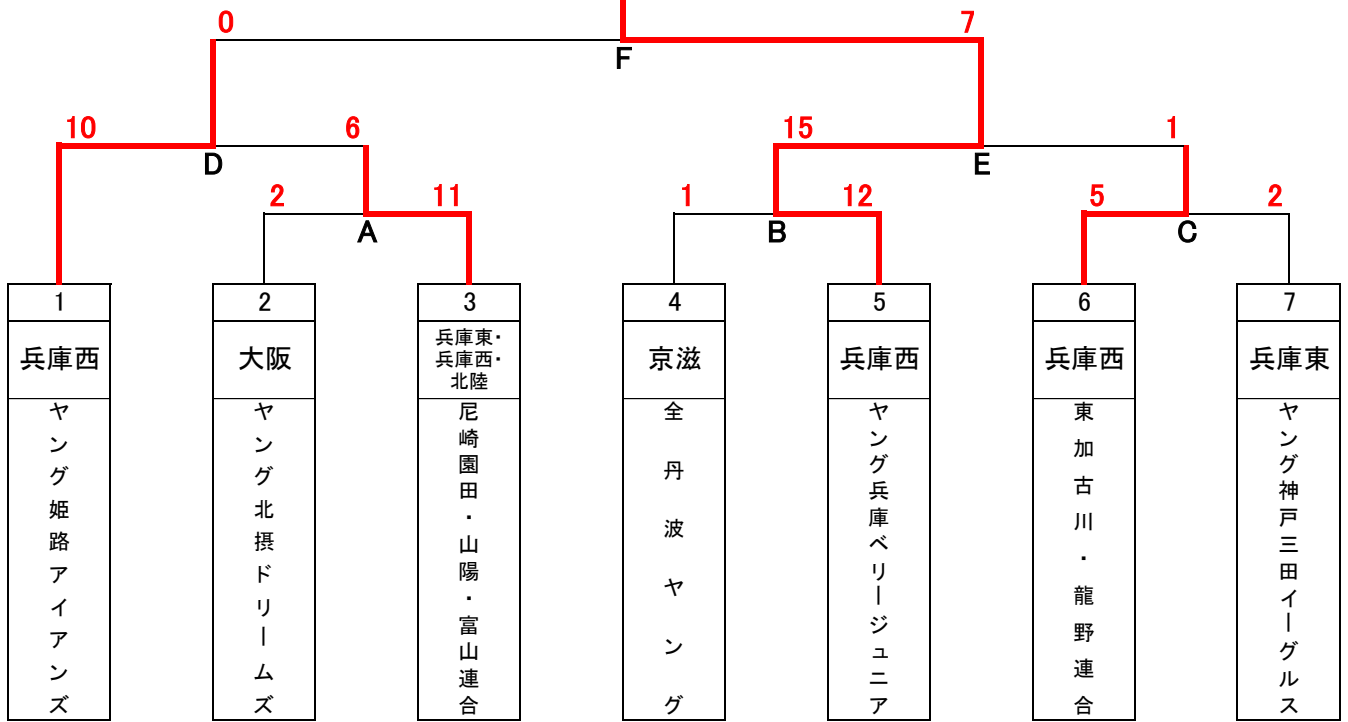 0 7
F
10 6 15 1
D E
2 11 1 12 5 2
A B C
1 2 3 4 5 6 7
兵庫西
大阪
兵庫東・
兵庫西・
北陸
京滋
兵庫西
兵庫西
兵庫東
ヤング姫路アイアンズ
ヤング北摂ドリームズ
尼崎園田・山陽・富山連合
全丹波ヤング
ヤング兵庫ベリージュニア
東加古川・龍野連合
ヤング神戸三田イーグルス